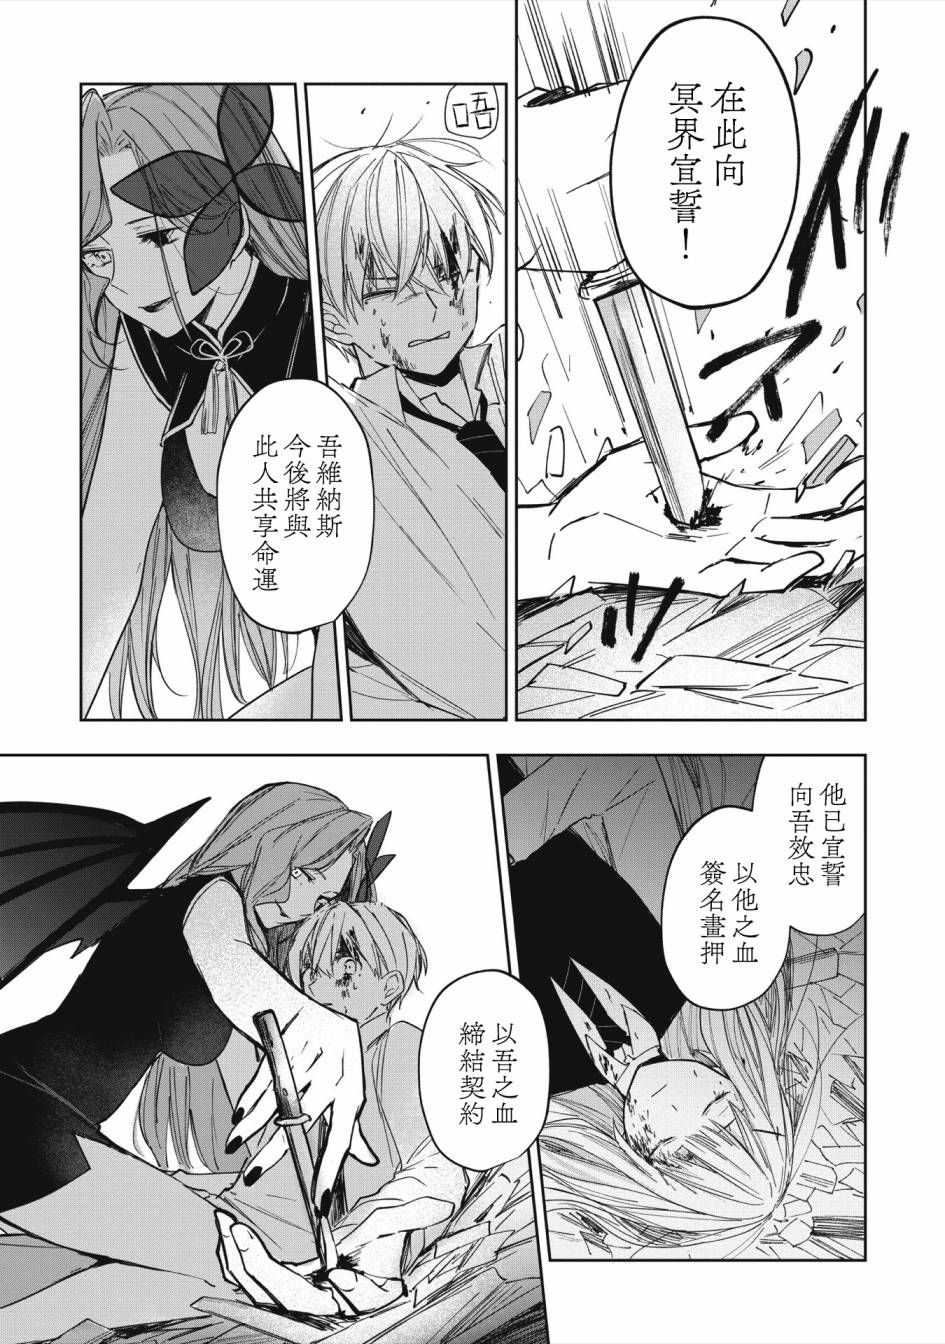 在此向
冥界宣誓！
唔
吾維納斯
今後將與
此人共享命運
他已宣誓
向吾效忠
以他之血
簽名畫押
以吾之血
締結契約